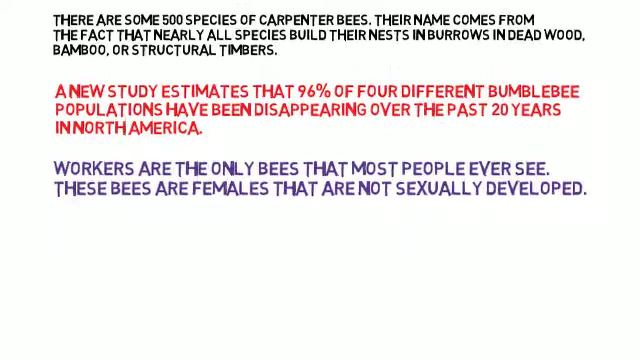 THERE ARE SOME 500 SPECIES OF CARPENTER BEES. THEIR NAME COMES FROM
THE FACT THAT NEARLY ALL SPECIES BUILD THEIR NESTS IN BURROWS IN DEAD WOOD,
BAMBOO, OR STRUCTURAL TIMBERS.
A NEW STUDY ESTIMATES THAT 96% OF FOUR DIFFERENT BUMBLEBEE
POPULATIONS HAVE BEEN DISAPPEARING OVER THE PAST 20 YEARS
IN NORTH AMERICA.
WORKERS ARE THE ONLY BEES THAT MOST PEOPLE EVER SEE.
THESE BEES ARE FEMALES THAT ARE NOT SEXUALLY DEVELOPED.